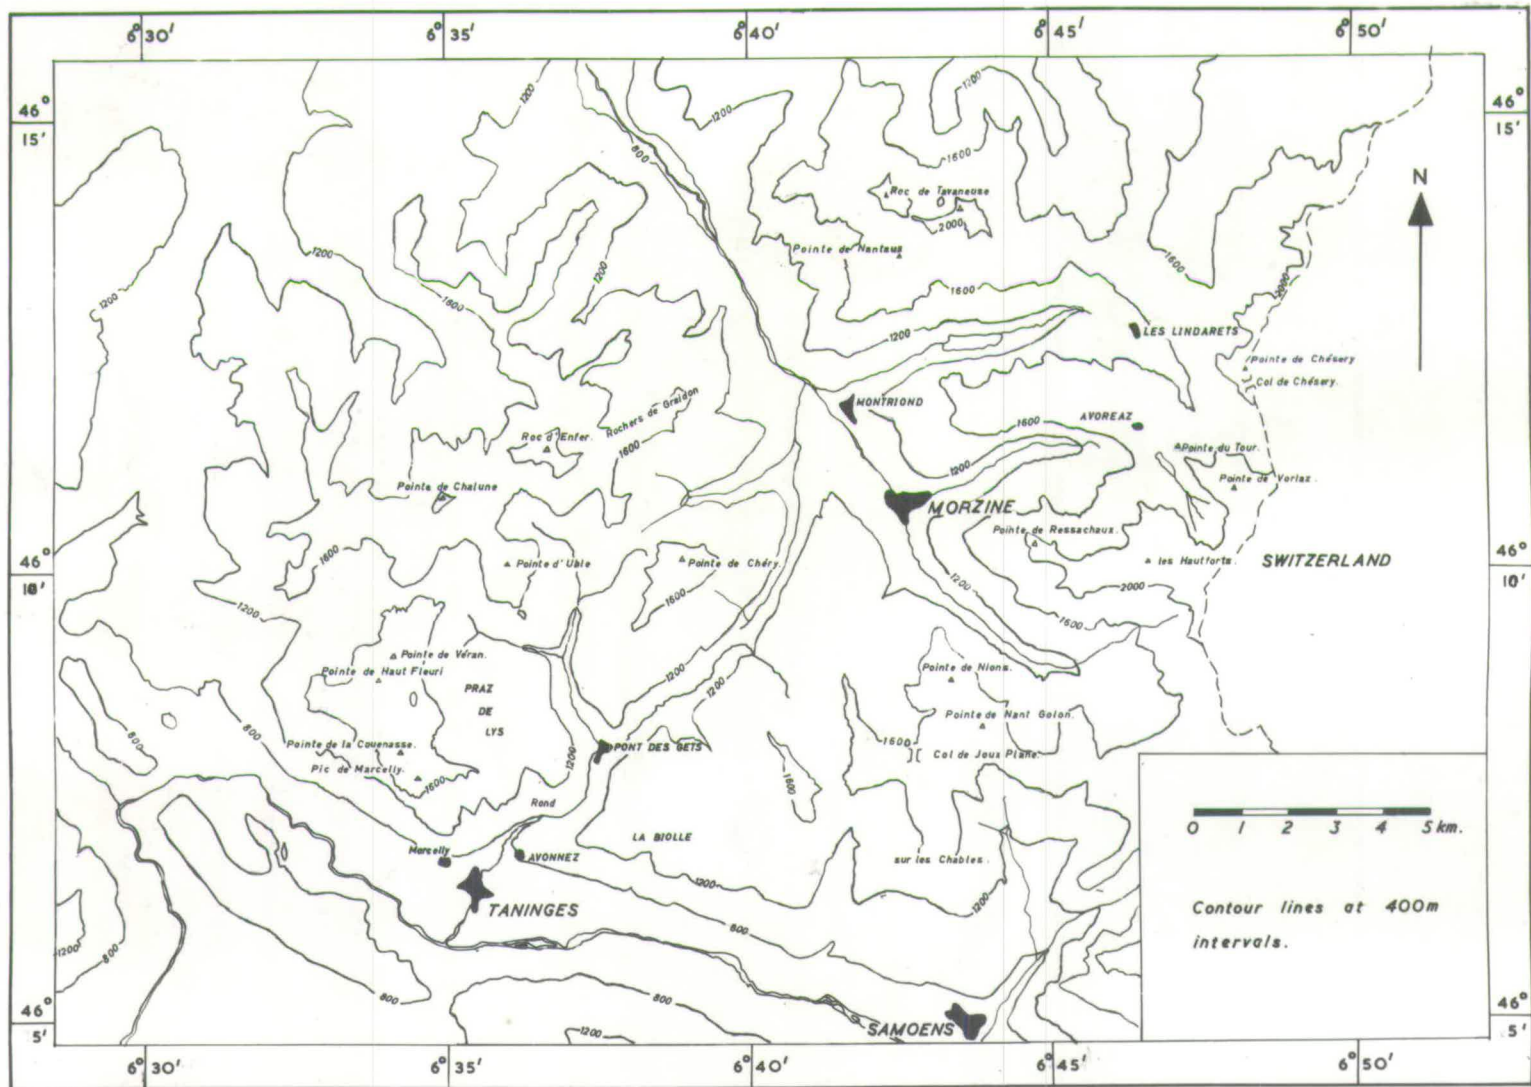 6° 30'
6° 35'
6° 40'
6° 45'
6° 50'
46° 15'
46° 15'
N
1200
1200
1200
800
1600
Roc de Tavaneuse
2000
Pointe de Nantaux
1200
1200
1600
1200
1600
1600
2000
1200
LES LINDARETS
Pointe de Chésery
Col de Chésery.
Rochers de Graidon
MONTRIOND
AVOREAZ
1600
Roc d'Enfer.
1600
Pointe du Tour.
1200
Pointe de Vorlaz.
Pointe de Chalune
MORZINE
Pointe de Ressachaux.
1600
Pointe d'Uble
Pointe de Chéry.
les Hautforts.
SWITZERLAND
46° 10'
46° 10'
1200
2000
1600
1200
1600
Pointe de Véran.
Pointe de Haut Fleuri
PRAZ
DE
LYS
1200
1200
Pointe de Nions
Pointe de Nant Golon.
800
800
Pointe de la Couenasse.
PONT DES GETS
1600
Col de Joux Plane.
Pic de Marcelly.
1200
1600
1600
Rond
LA BIOLLE
Marcelly
AVONNEZ
sur les Chables.
TANINGES
1200
1200
800
1200
800
800
800
1200
SAMOENS
0 1 2 3 4 5 km.
Contour lines at 400m
intervals.
46° 5'
46° 5'
6° 30'
6° 35'
6° 40'
6° 45'
6° 50'